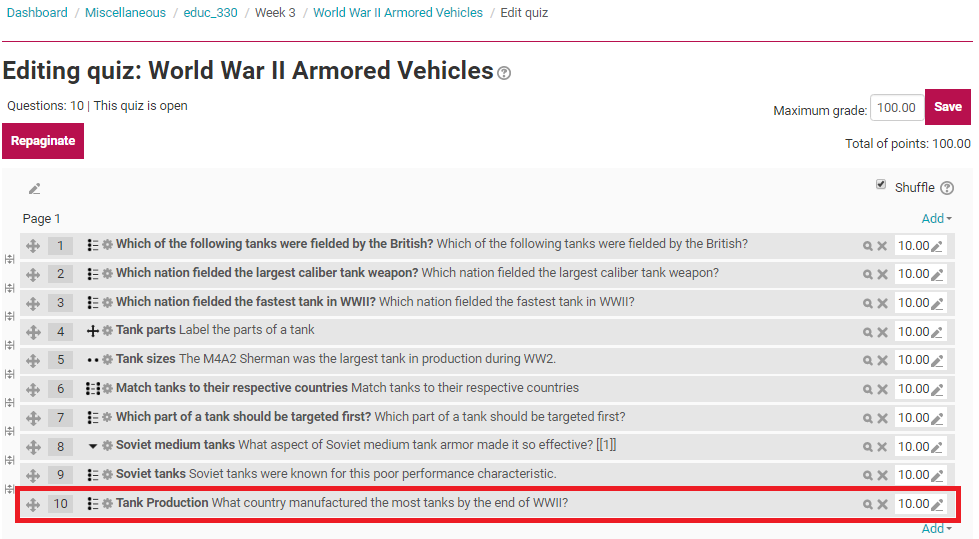 Dashboard / Miscellaneous / educ_330 / Week 3 / World War II Armored Vehicles / Edit quiz
Editing quiz: World War II Armored Vehicles
Questions: 10 | This quiz is open
Maximum grade: 100.00 Save
Repaginate
Total of points: 100.00
Shuffle
Page 1
Add
1 Which of the following tanks were fielded by the British? Which of the following tanks were fielded by the British? 10.00
2 Which nation fielded the largest caliber tank weapon? Which nation fielded the largest caliber tank weapon? 10.00
3 Which nation fielded the fastest tank in WWII? Which nation fielded the fastest tank in WWII? 10.00
4 Tank parts Label the parts of a tank 10.00
5 Tank sizes The M4A2 Sherman was the largest tank in production during WW2. 10.00
6 Match tanks to their respective countries Match tanks to their respective countries 10.00
7 Which part of a tank should be targeted first? Which part of a tank should be targeted first? 10.00
8 Soviet medium tanks What aspect of Soviet medium tank armor made it so effective? [[1]] 10.00
9 Soviet tanks Soviet tanks were known for this poor performance characteristic. 10.00
10 Tank Production What country manufactured the most tanks by the end of WWII? 10.00
Add